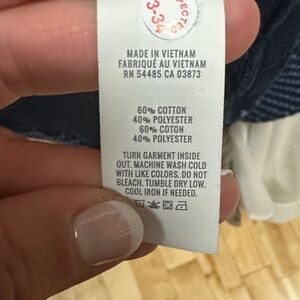 MADE IN VIETNAM
FABRIQUÉ AU VIETNAM
RN 54485 CA 03873
60% COTTON
40% POLYESTER
60% COTON
40% POLYESTER
TURN GARMENT INSIDE
OUT. MACHINE WASH COLD
WITH LIKE COLORS. DO NOT
BLEACH, TUMBLE DRY LOW,
COOL IRON IF NEEDED.